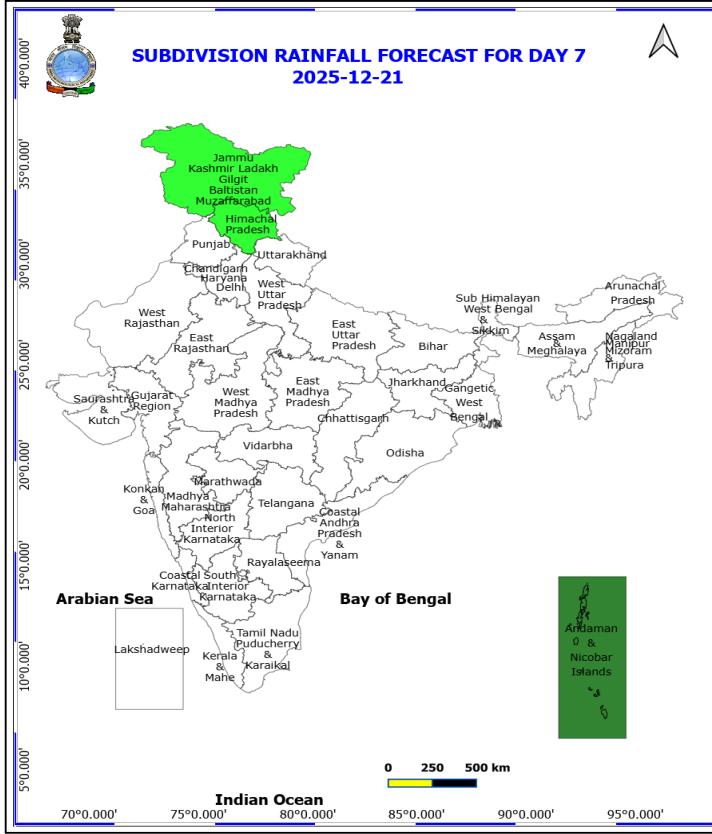 SUBDIVISION RAINFALL FORECAST FOR DAY 7
2025-12-21
40°0.000'
35°0.000'
30°0.000'
25°0.000'
20°0.000'
15°0.000'
10°0.000'
5°0.000'
Jammu
Kashmir Ladakh
Gilgit
Baltistan
Muzaffarabad
Himachal
Pradesh
Punjab
Uttarakhand
Chandigarh
Haryana
Delhi
West
Uttar
Pradesh
West
Rajasthan
East
Rajasthan
East
Uttar
Pradesh
Bihar
Sub Himalayan
West Bengal
&
Sikkim
Arunachal
Pradesh
Assam
&
Meghalaya
Nagaland
Manipur
Mizoram
&
Tripura
Saurashtra
&
Kutch
Gujarat
Region
West
Madhya
Pradesh
East
Madhya
Pradesh
Jharkhand
Gangetic
West
Bengal
Chhattisgarh
Odisha
Vidarbha
Konkan
&
Goa
Madhya
Maharashtra
Marathwada
Telangana
North
Interior
Karnataka
Coastal
Andhra
Pradesh
&
Yanam
Rayalaseema
Coastal
Karnataka
South
Interior
Karnataka
Arabian Sea
Bay of Bengal
Lakshadweep
Kerala
&
Mahe
Tamil Nadu
Puducherry
&
Karaikal
Andaman
&
Nicobar
Islands
0 250 500 km
Indian Ocean
70°0.000' 75°0.000' 80°0.000' 85°0.000' 90°0.000' 95°0.000'